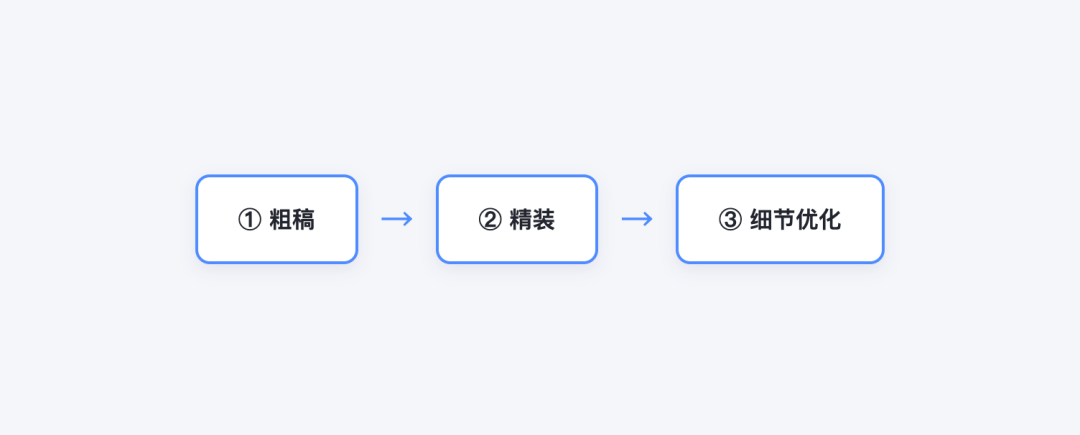 ① 粗稿 → ② 精装 → ③ 细节优化